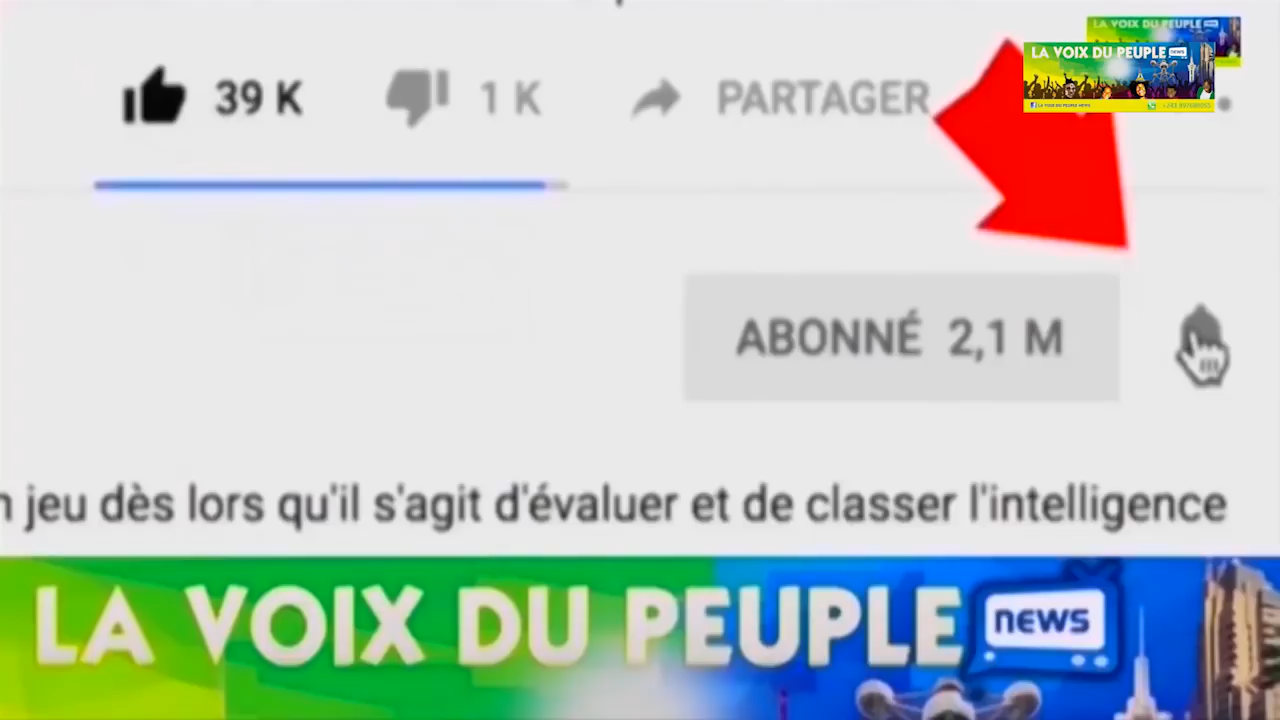 LA VOIX DU PEUPLE
LA VOIX DU PEUPLE NEWS
39 K 1 K PARTAGER
ABONNÉ 2,1 M
jeu dès lors qu'il s'agit d'évaluer et de classer l'intelligence
LA VOIX DU PEUPLE NEWS